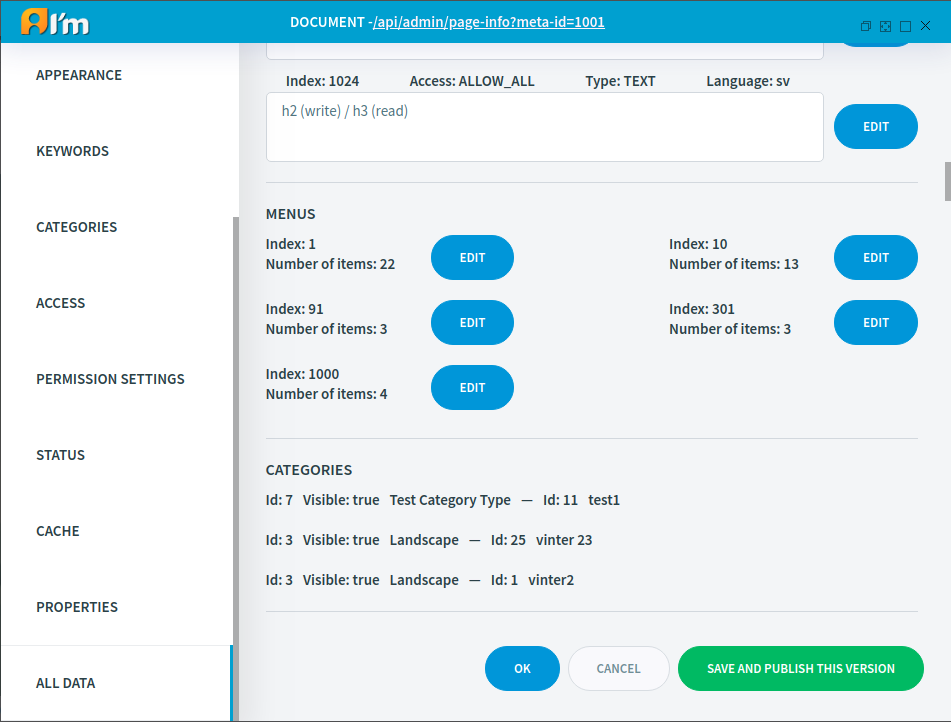 AI'm
DOCUMENT -/api/admin/page-info?meta-id=1001
APPEARANCE
KEYWORDS
CATEGORIES
ACCESS
PERMISSION SETTINGS
STATUS
CACHE
PROPERTIES
ALL DATA
Index: 1024 Access: ALLOW_ALL Type: TEXT Language: sv
h2 (write) / h3 (read)
EDIT
MENUS
Index: 1
Number of items: 22
EDIT
Index: 10
Number of items: 13
EDIT
Index: 91
Number of items: 3
EDIT
Index: 301
Number of items: 3
EDIT
Index: 1000
Number of items: 4
EDIT
CATEGORIES
Id: 7 Visible: true Test Category Type — Id: 11 test1
Id: 3 Visible: true Landscape — Id: 25 vinter 23
Id: 3 Visible: true Landscape — Id: 1 vinter2
OK
CANCEL
SAVE AND PUBLISH THIS VERSION